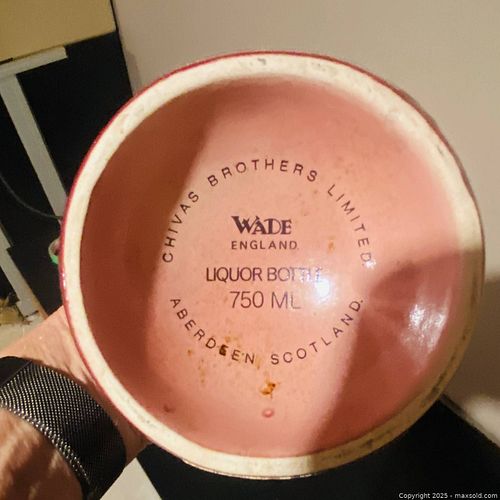 CHIVAS BROTHERS LIMITED.
WADE
ENGLAND
LIQUOR BOTTLE
750 ML
ABERDEEN SCOTLAND.
Copyright 2025 - maxsold.com